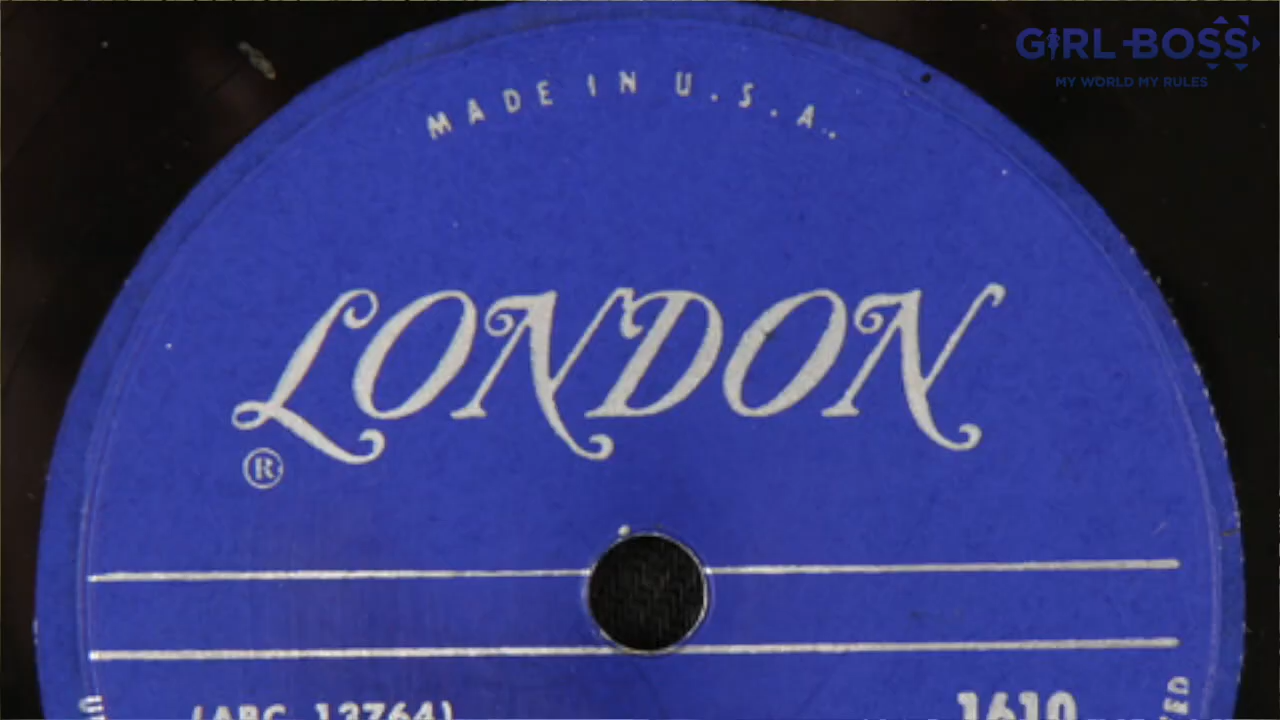 GiRL-BOSS
MY WORLD MY RULES
MADE IN U.S.A.
LONDON
®
(ARC 13764)
1610